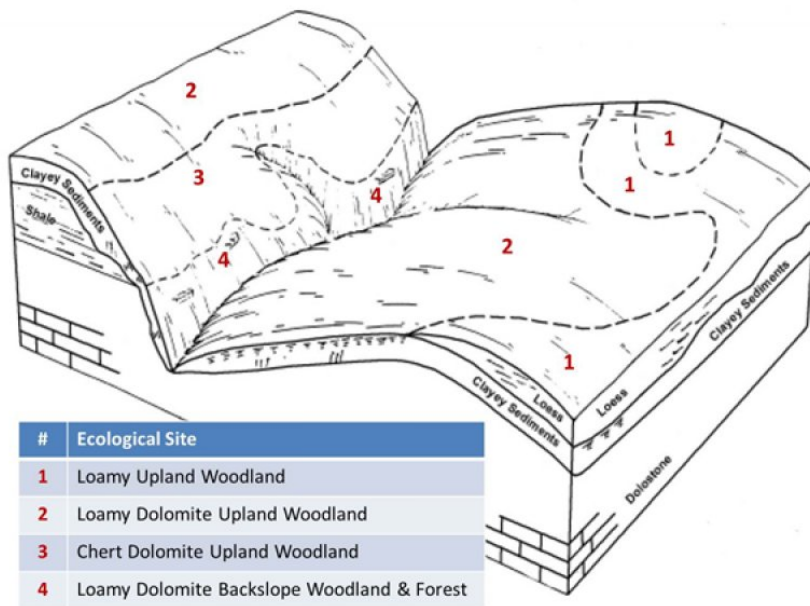 2
1
Clayey Sediments
3
1
4
Shale
2
4
Clayey Sediments
1
Loess
Loess
Clayey Sediments
Dolostone
# Ecological Site
1 Loamy Upland Woodland
2 Loamy Dolomite Upland Woodland
3 Chert Dolomite Upland Woodland
4 Loamy Dolomite Backslope Woodland & Forest